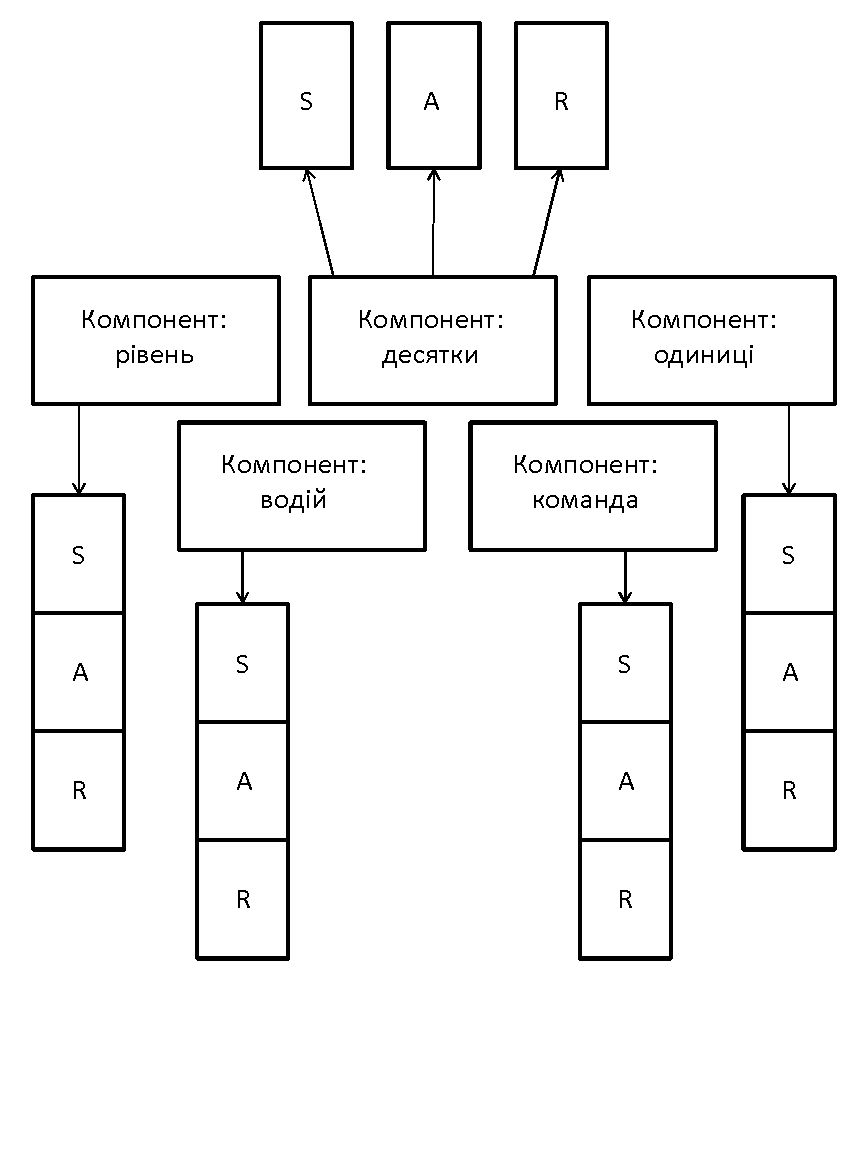 S
A
R
Компонент:
рівень
Компонент:
десятки
Компонент:
одиниці
Компонент:
водій
Компонент:
команда
S
A
R
S
A
R
S
A
R
S
A
R